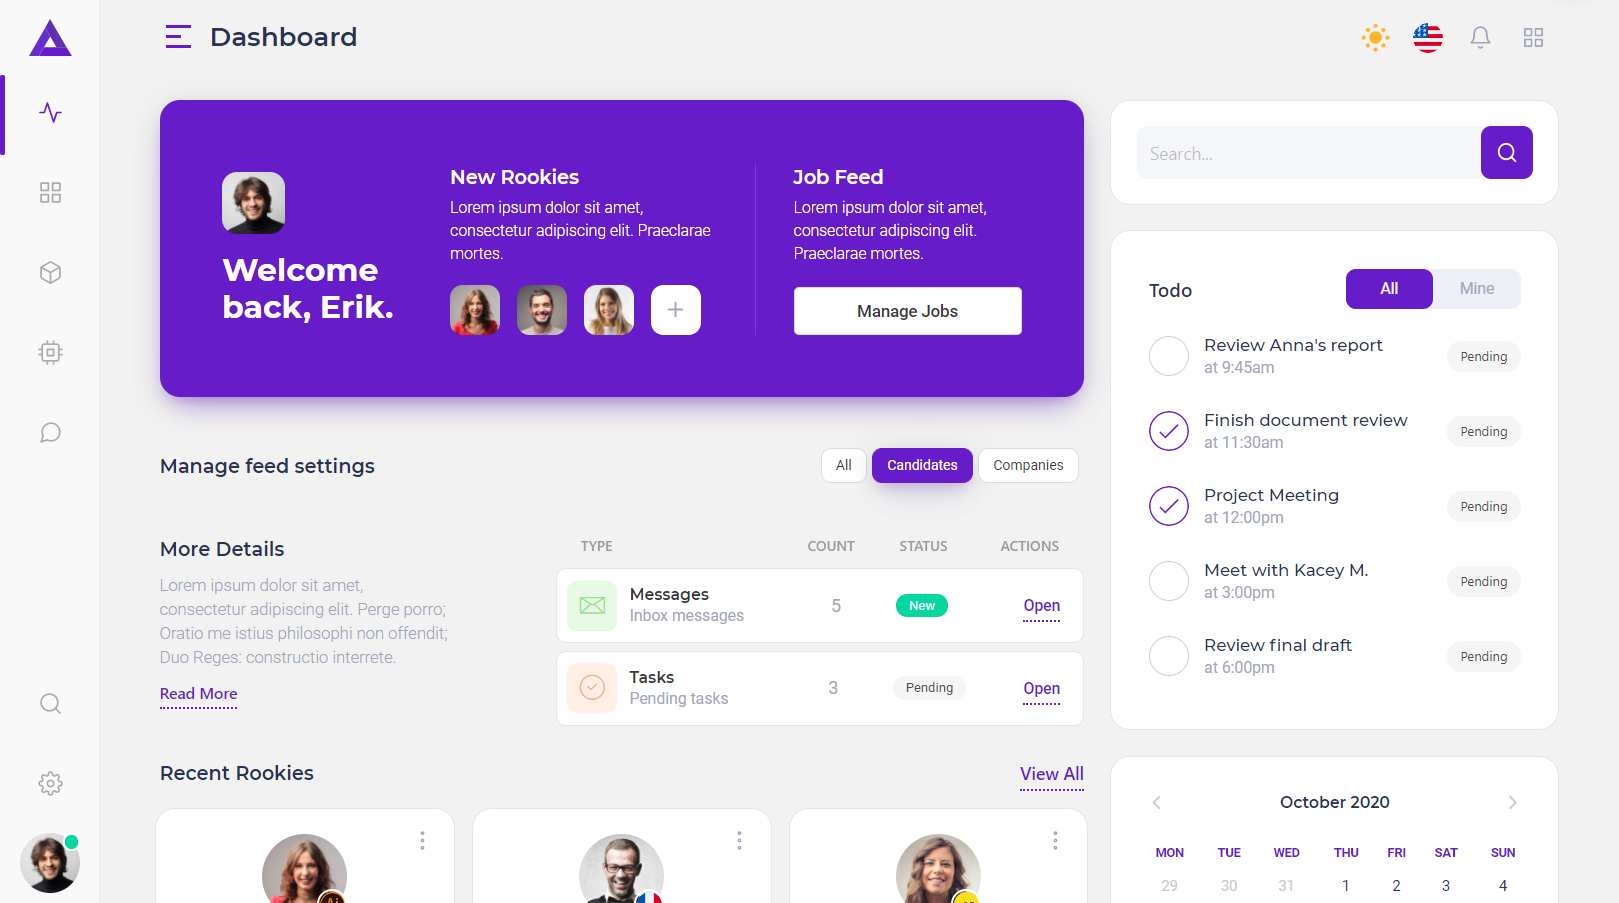 Dashboard
Welcome
back, Erik.
New Rookies
Lorem ipsum dolor sit amet,
consectetur adipiscing elit. Praeclarae
mortes.
Job Feed
Lorem ipsum dolor sit amet,
consectetur adipiscing elit.
Praeclarae mortes.
Manage Jobs
Manage feed settings
All
Candidates
Companies
More Details
Lorem ipsum dolor sit amet,
consectetur adipiscing elit. Perge porro;
Oratio me istius philosophi non offendit;
Duo Reges: constructio interrete.
Read More
TYPE COUNT STATUS ACTIONS
Messages
Inbox messages
5
New
Open
Tasks
Pending tasks
3
Pending
Open
Recent Rookies
View All
Search...
Todo
All
Mine
Review Anna's report
at 9:45am
Pending
Finish document review
at 11:30am
Pending
Project Meeting
at 12:00pm
Pending
Meet with Kacey M.
at 3:00pm
Pending
Review final draft
at 6:00pm
Pending
October 2020
MON TUE WED THU FRI SAT SUN
29 30 31 1 2 3 4